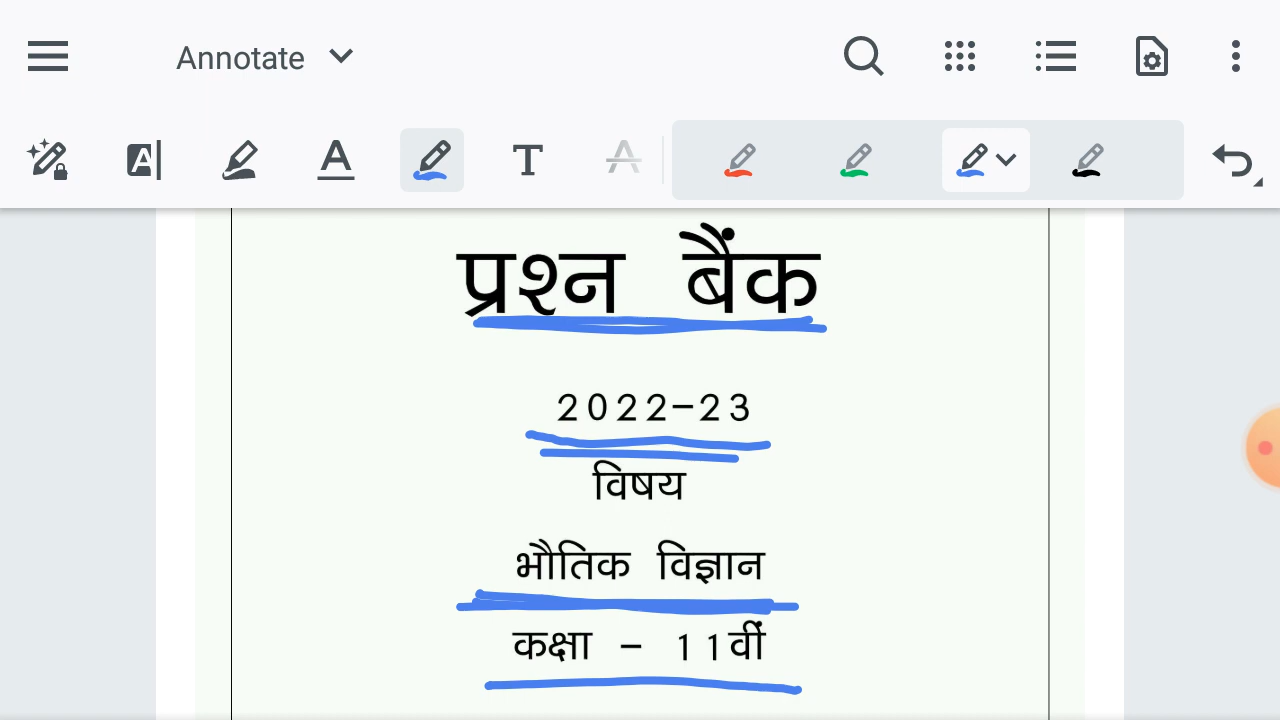 Annotate
प्रश्न बैंक
2022-23
विषय
भौतिक विज्ञान
कक्षा - 11वीं